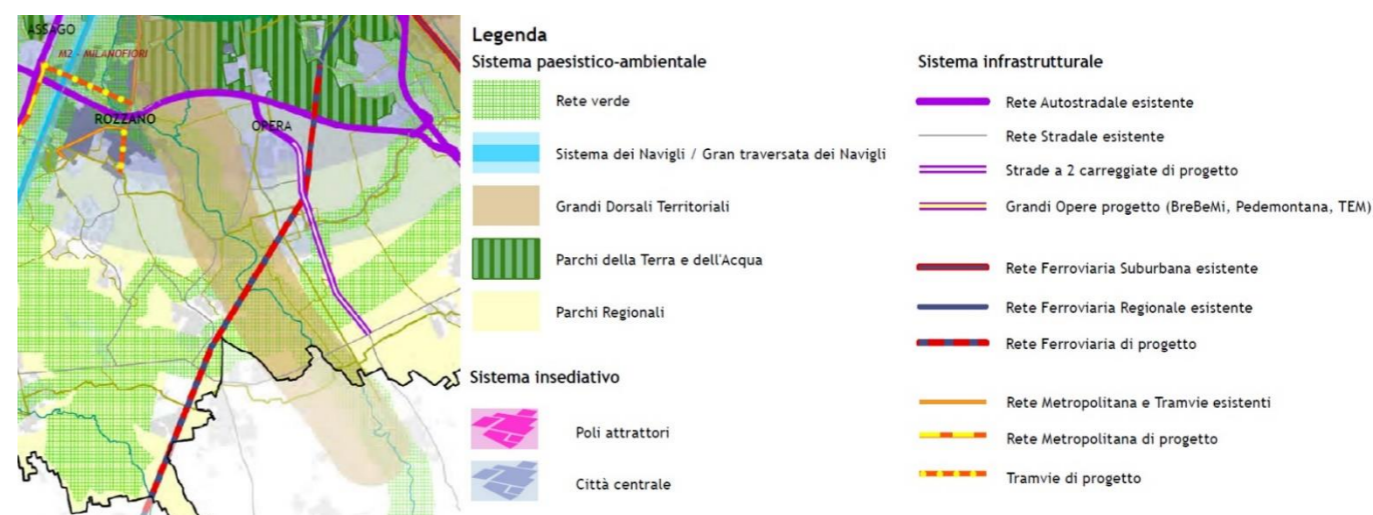 ASSAGO
M2 - MILANOFIORI
ROZZANO
OPERA
Legenda
Sistema paesistico-ambientale
Rete verde
Sistema dei Navigli / Gran traversata dei Navigli
Grandi Dorsali Territoriali
Parchi della Terra e dell'Acqua
Parchi Regionali
Sistema insediativo
Poli attrattori
Città centrale
Sistema infrastrutturale
Rete Autostradale esistente
Rete Stradale esistente
Strade a 2 carreggiate di progetto
Grandi Opere progetto (BreBeMi, Pedemontana, TEM)
Rete Ferroviaria Suburbana esistente
Rete Ferroviaria Regionale esistente
Rete Ferroviaria di progetto
Rete Metropolitana e Tramvie esistenti
Rete Metropolitana di progetto
Tramvie di progetto